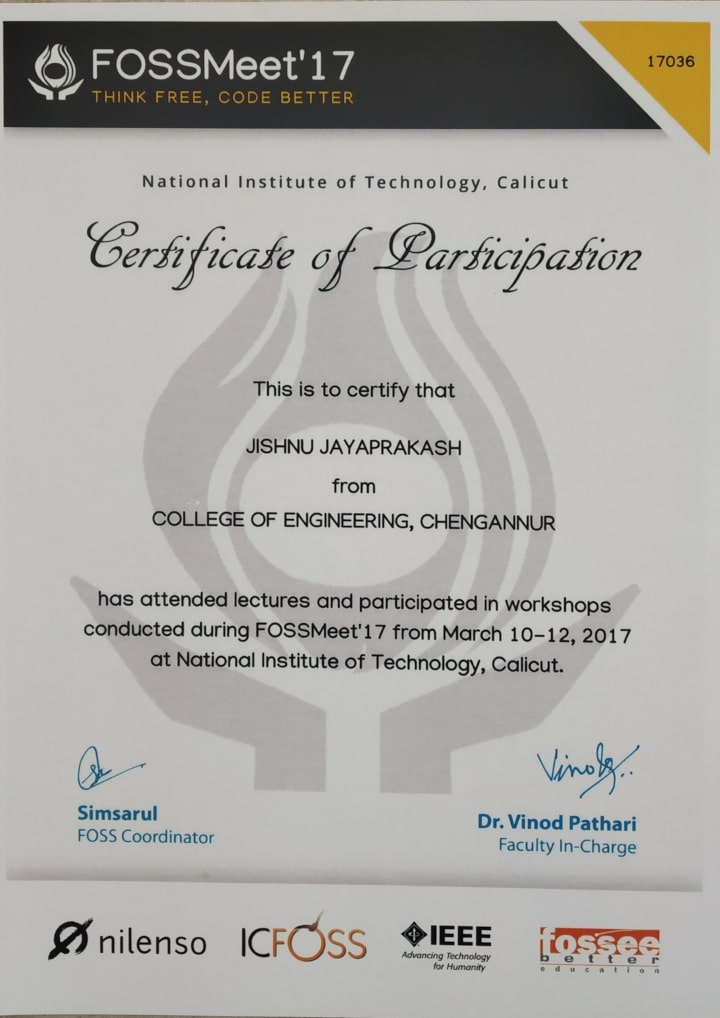 FOSSMeet'17
THINK FREE, CODE BETTER
17036
National Institute of Technology, Calicut
Certificate of Participation
This is to certify that
JISHNU JAYAPRAKASH
from
COLLEGE OF ENGINEERING, CHENGANNUR
has attended lectures and participated in workshops
conducted during FOSSMeet'17 from March 10-12, 2017
at National Institute of Technology, Calicut.
Vinod
Simsarul
FOSS Coordinator
Dr. Vinod Pathari
Faculty In-Charge
nilenso
ICFOSS
IEEE
Advancing Technology
for Humanity
fossee
better
education